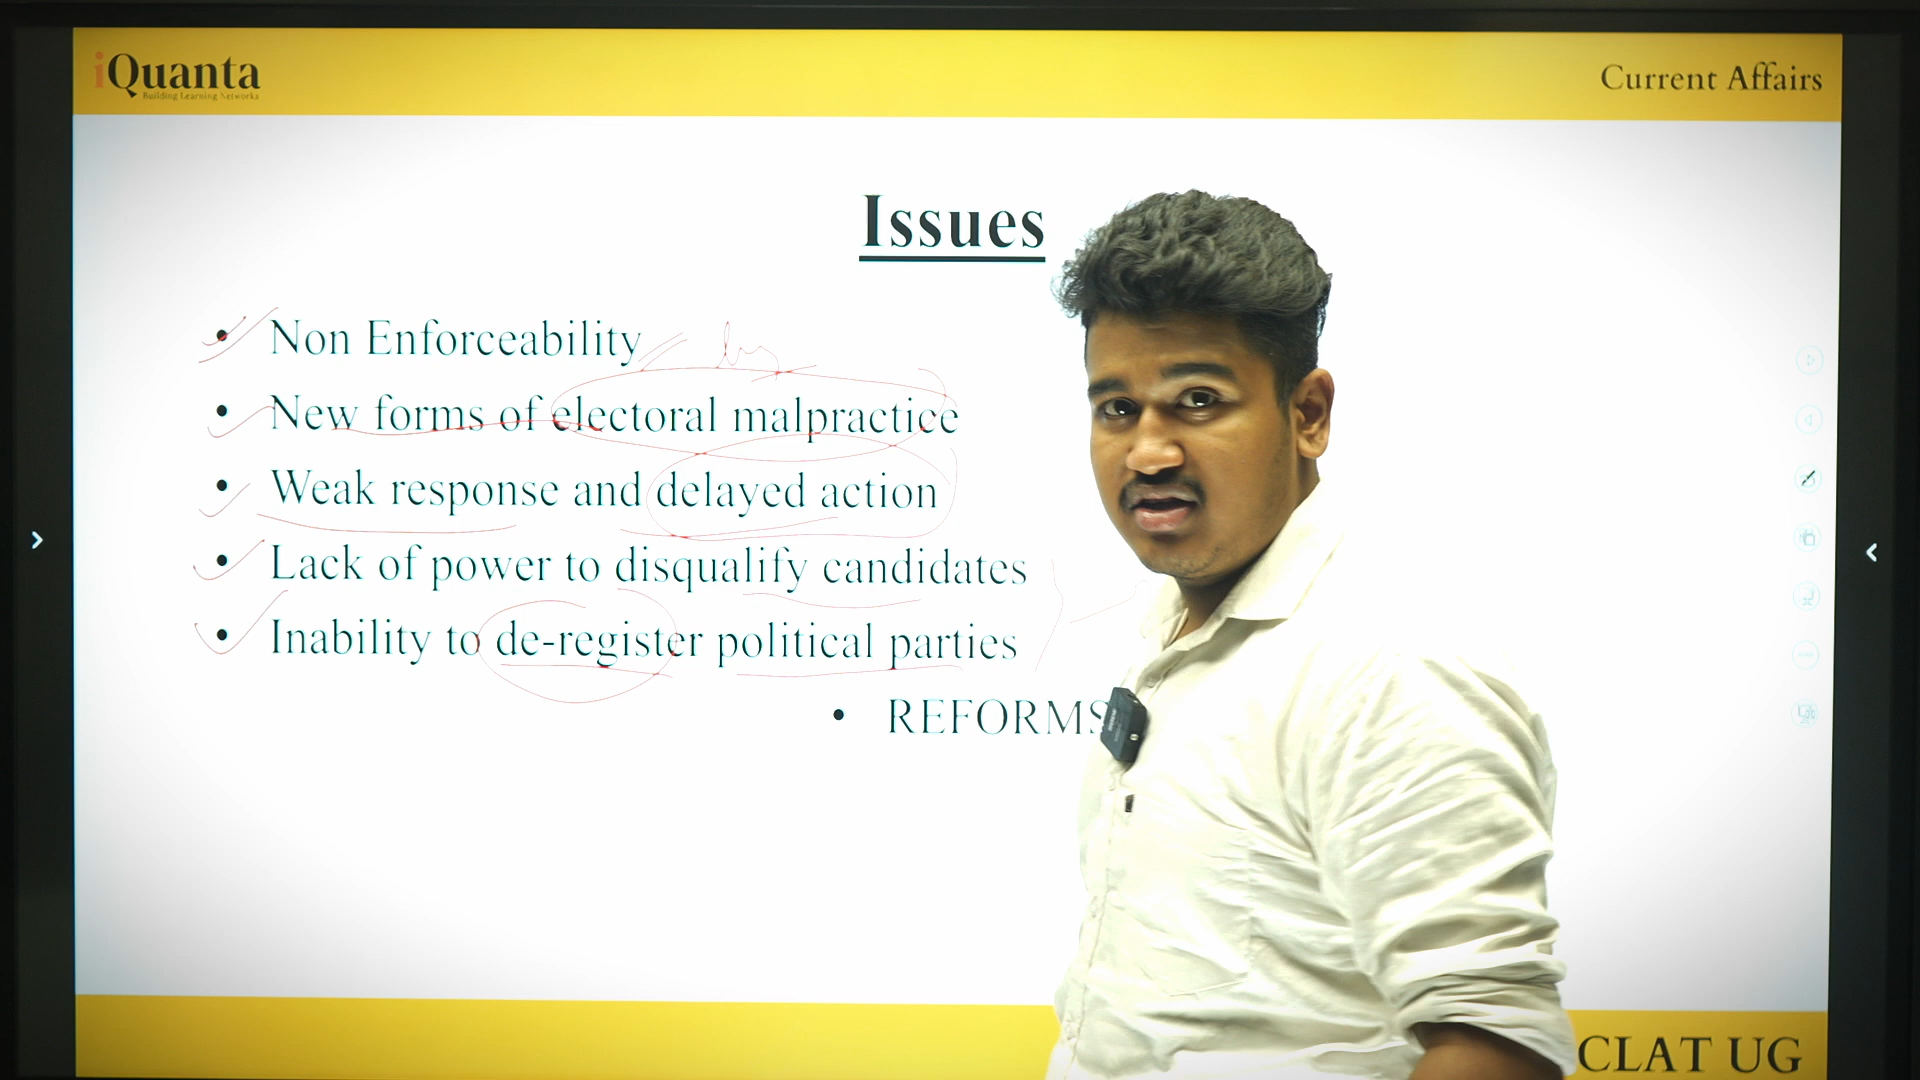 iQuanta
Building Learning Networks
Current Affairs
Issues
• Non Enforceability
• New forms of electoral malpractice
• Weak response and delayed action
• Lack of power to disqualify candidates
• Inability to de-register political parties
• REFORMS
CLAT UG